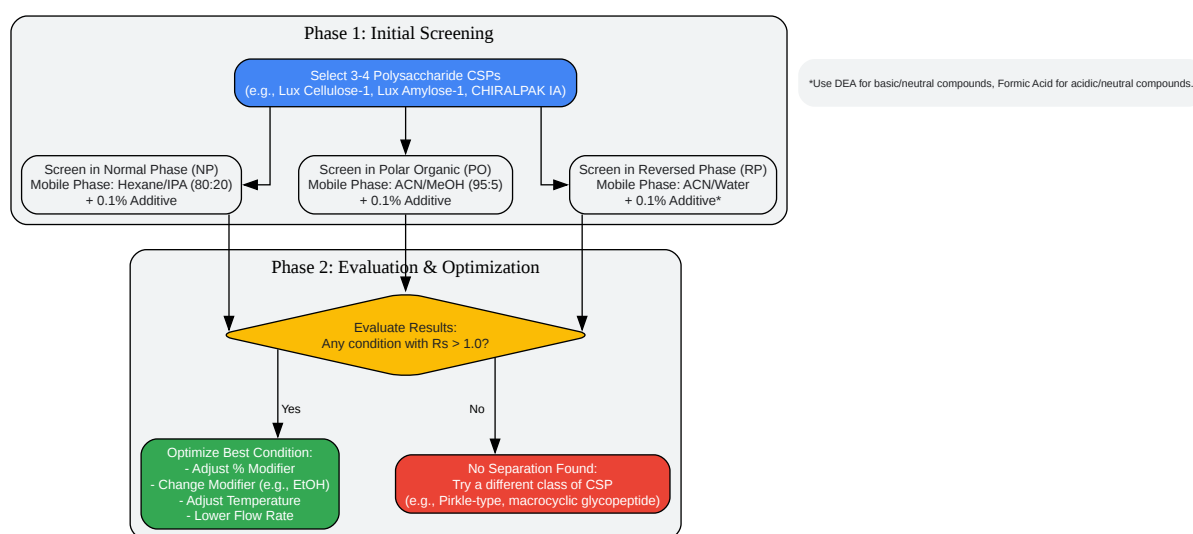 Phase 1: Initial Screening
Select 3-4 Polysaccharide CSPs
(e.g., Lux Cellulose-1, Lux Amylose-1, CHIRALPAK IA)
*Use DEA for basic/neutral compounds, Formic Acid for acidic/neutral compounds.
Screen in Normal Phase (NP)
Mobile Phase: Hexane/IPA (80:20)
+ 0.1% Additive
Screen in Polar Organic (PO)
Mobile Phase: ACN/MeOH (95:5)
+ 0.1% Additive
Screen in Reversed Phase (RP)
Mobile Phase: ACN/Water
+ 0.1% Additive*
Phase 2: Evaluation & Optimization
Evaluate Results:
Any condition with Rs > 1.0?
Yes
No
Optimize Best Condition:
- Adjust % Modifier
- Change Modifier (e.g., EtOH)
- Adjust Temperature
- Lower Flow Rate
No Separation Found:
Try a different class of CSP
(e.g., Pirkle-type, macrocyclic glycopeptide)